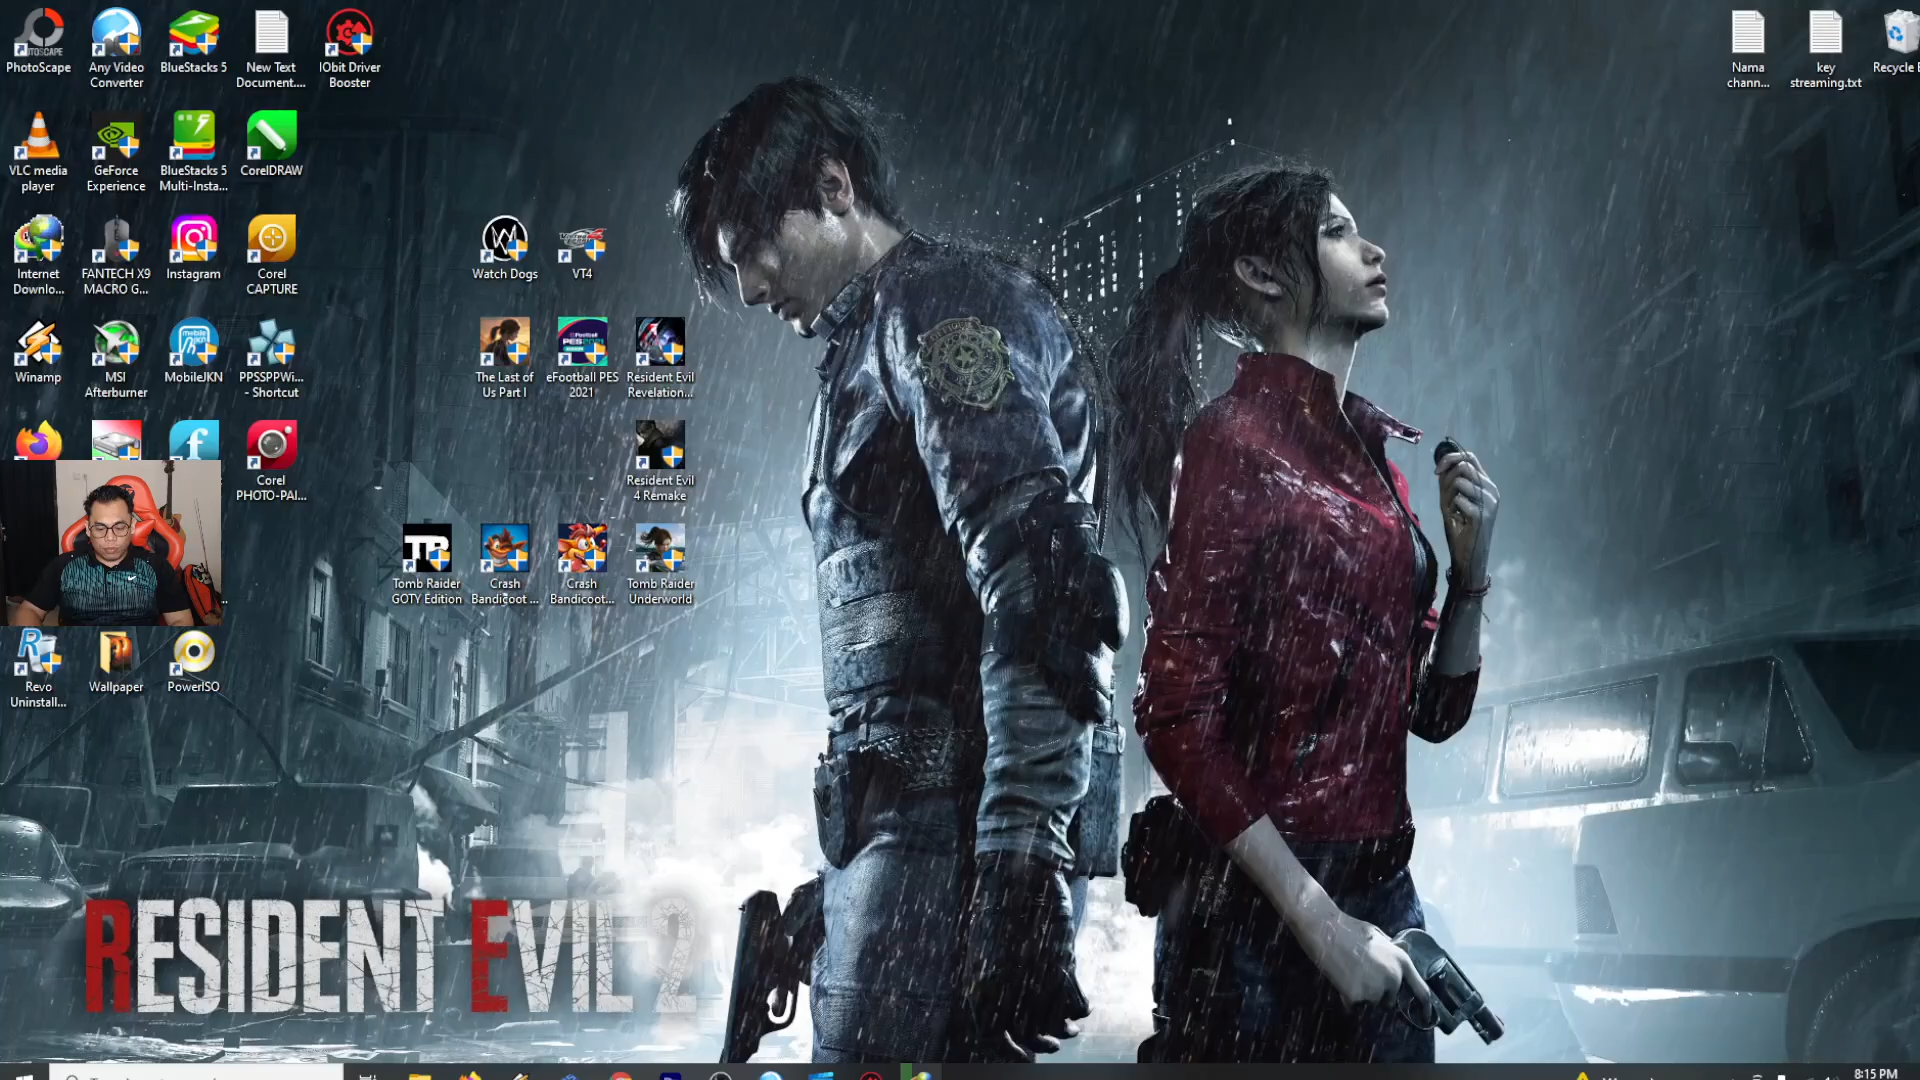 PhotoScape
Any Video
Converter
BlueStacks 5
New Text
Document....
IObit Driver
Booster
Nama
chann...
key
streaming.txt
Recycle
VLC media
player
GeForce
Experience
BlueStacks 5
Multi-Insta...
CorelDRAW
Internet
Downlo...
FANTECH X9
MACRO G...
Instagram
Corel
CAPTURE
Watch Dogs
VT4
Winamp
MSI
Afterburner
MobileJKN
PPSSPPWi...
- Shortcut
The Last of
Us Part I
eFootball PES
2021
Resident Evil
Revelation...
Corel
PHOTO-PAI...
Resident Evil
4 Remake
Tomb Raider
GOTY Edition
Crash
Bandicoot ...
Crash
Bandicoot...
Tomb Raider
Underworld
Revo
Uninstall...
Wallpaper
PowerISO
RESIDENT EVIL 2
8:15 PM